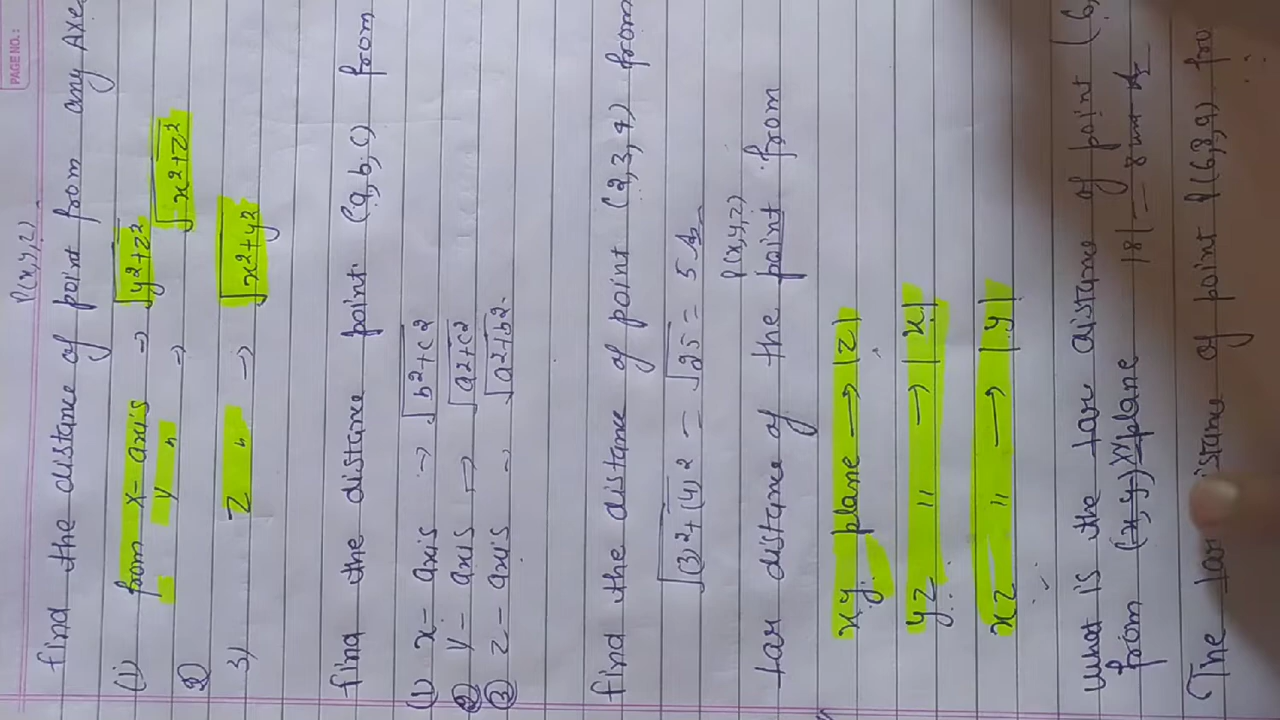 PAGE NO.:
P(x,y,z)
find the distance of point from any Axe
(1) from x-axis → √y²+z²
2) y " → √x²+z²
3) z " → √x²+y²
find the distance point (a,b,c) from
(1) x-axis → √b²+c²
(2) y-axis → √a²+c²
(3) z-axis → √a²+b²
find the distance of point (2,3,4) from
√(3)²+(4)² = √25 = 5
P(x,y,z)
lar distance of the point from
xy plane → |z|
yz " → |x|
xz " → |y|
what is the lar distance of point (6,
from (x,y) plane |8| = 8 unit
The lar distance of point P(6,8,9) fro